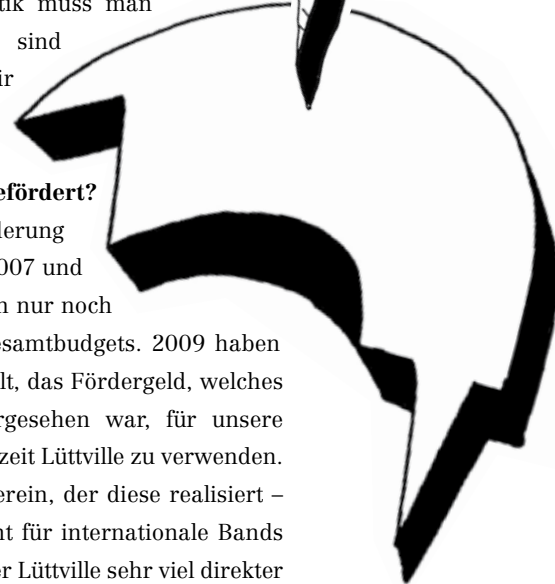 tik muss man
sind
ir
efördert?
lerung
007 und
n nur noch
esamtbudgets. 2009 haben
lt, das Fördergeld, welches
rgesehen war, für unsere
zeit Lüttville zu verwenden.
erein, der diese realisiert –
nt für internationale Bands
er Lüttville sehr viel direkter